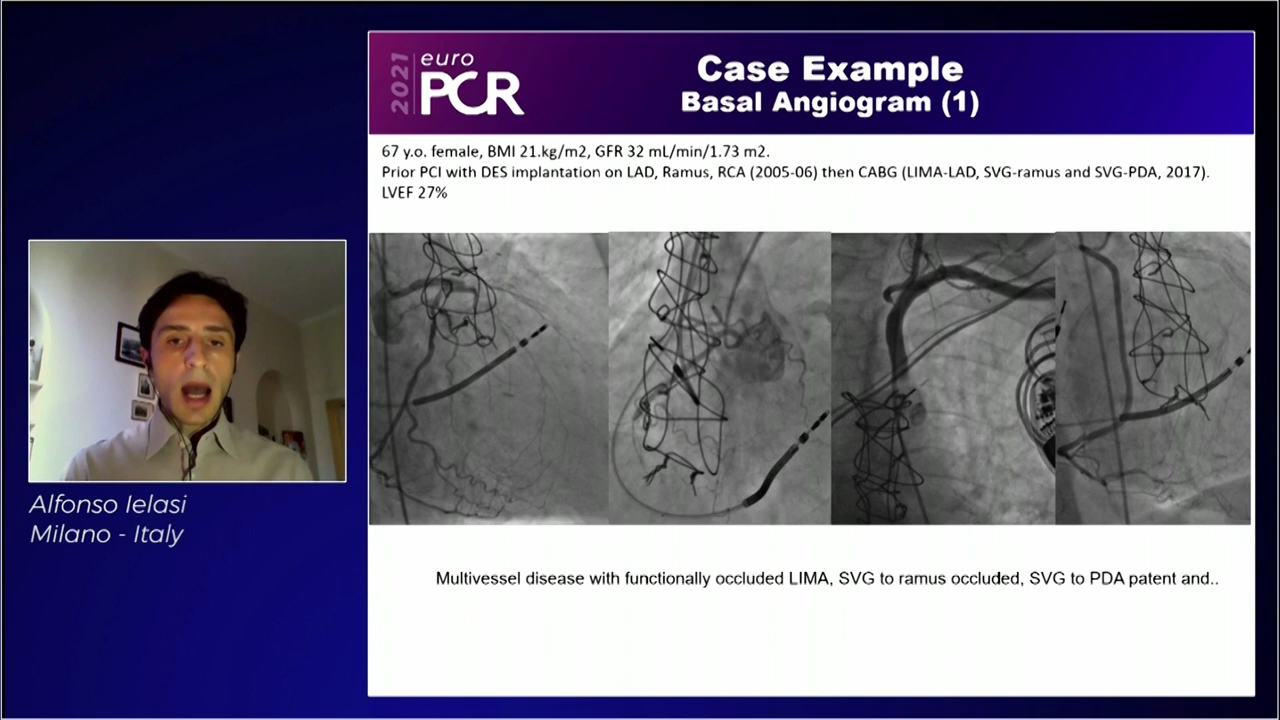 2021
euro
PCR
Case Example
Basal Angiogram (1)
67 y.o. female, BMI 21.kg/m2, GFR 32 mL/min/1.73 m2.
Prior PCI with DES implantation on LAD, Ramus, RCA (2005-06) then CABG (LIMA-LAD, SVG-ramus and SVG-PDA, 2017).
LVEF 27%
Alfonso Ielasi
Milano - Italy
Multivessel disease with functionally occluded LIMA, SVG to ramus occluded, SVG to PDA patent and..